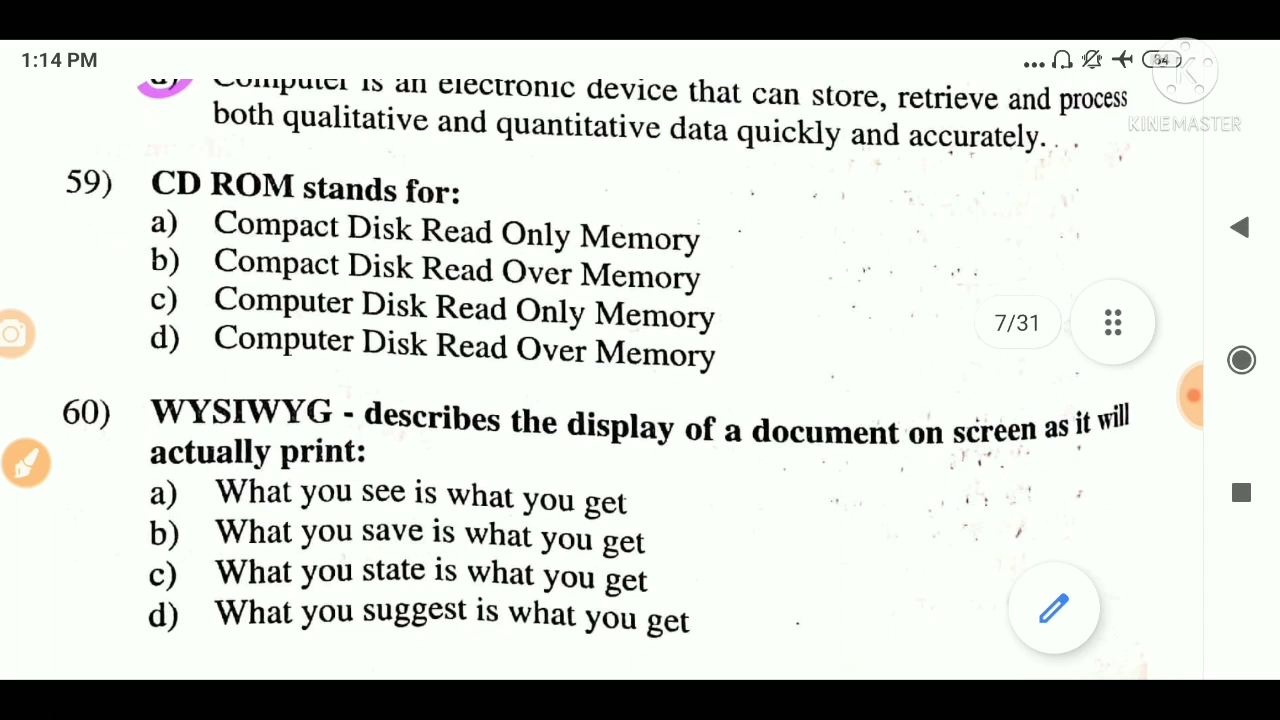 1:14 PM
84
KINEMASTER
Computer is an electronic device that can store, retrieve and process
both qualitative and quantitative data quickly and accurately.
59) CD ROM stands for:
a) Compact Disk Read Only Memory
b) Compact Disk Read Over Memory
c) Computer Disk Read Only Memory
d) Computer Disk Read Over Memory
7/31
60) WYSIWYG - describes the display of a document on screen as it will
actually print:
a) What you see is what you get
b) What you save is what you get
c) What you state is what you get
d) What you suggest is what you get